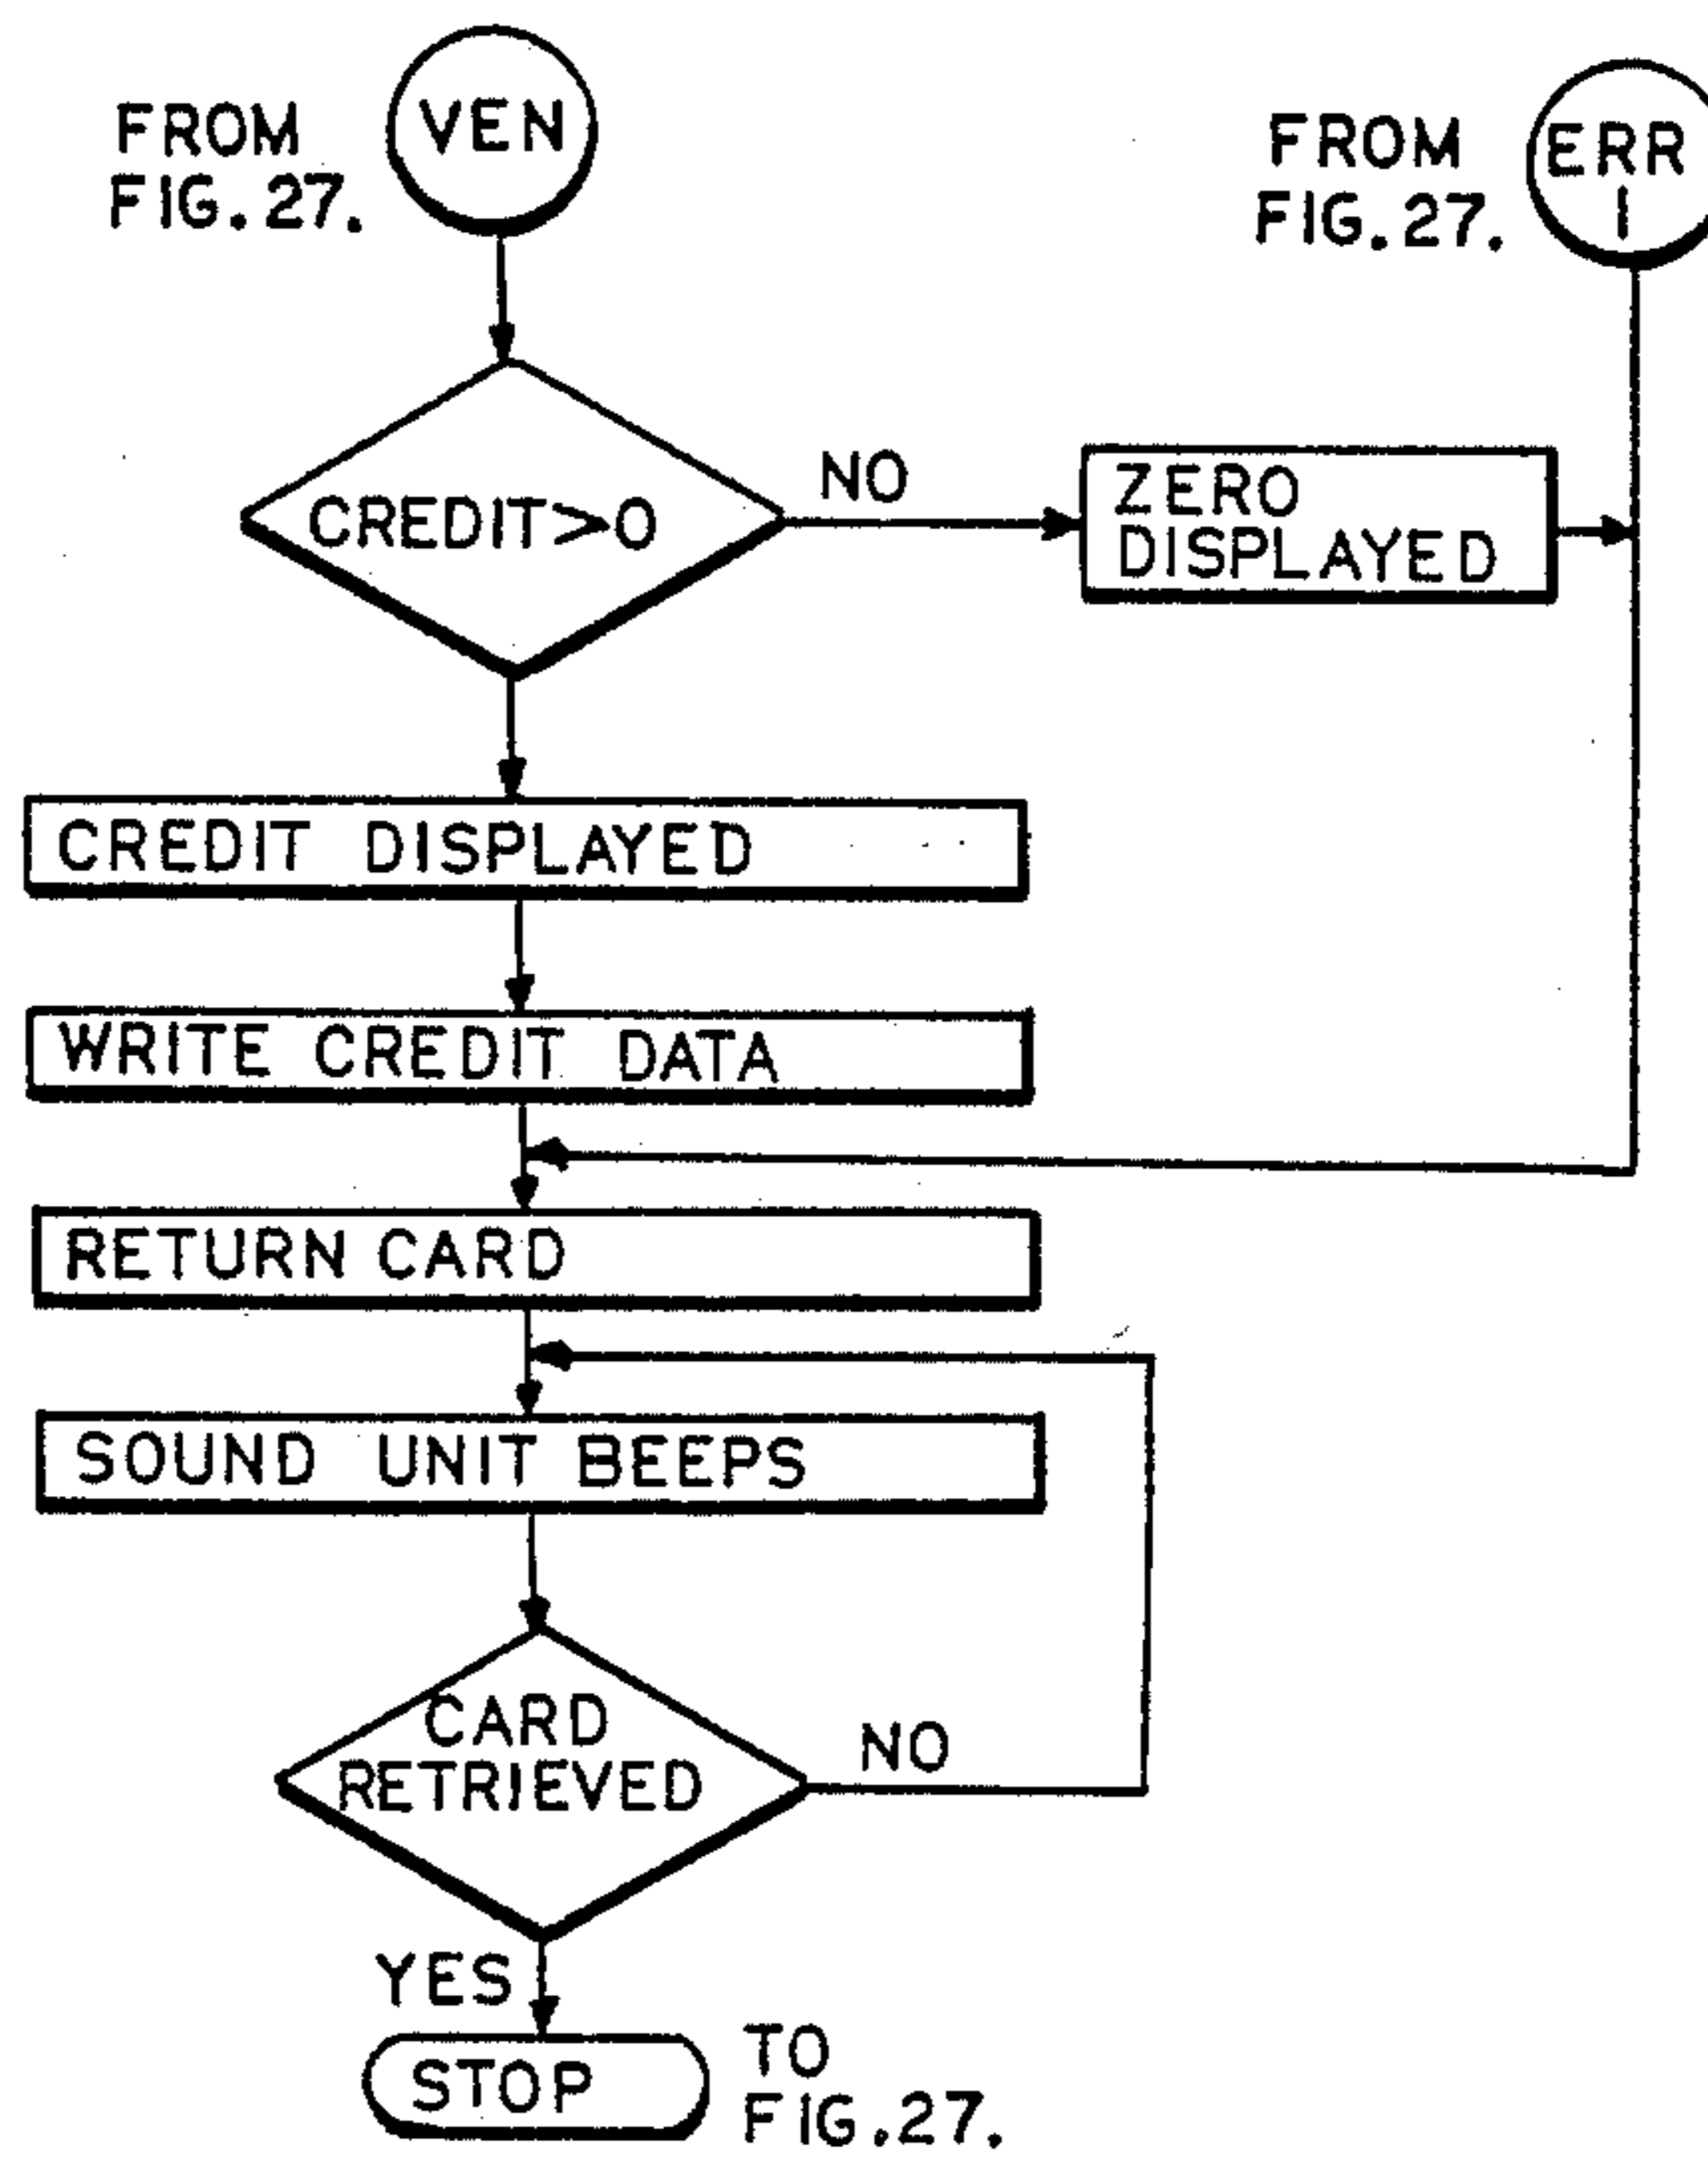 FROM
FIG. 27.
VEN
FROM
FIG. 27.
ERR
1
CREDIT>0
NO
ZERO
DISPLAYED
CREDIT DISPLAYED
WRITE CREDIT DATA
RETURN CARD
SOUND UNIT BEEPS
CARD
RETRIEVED
NO
YES
STOP
TO
FIG.27.